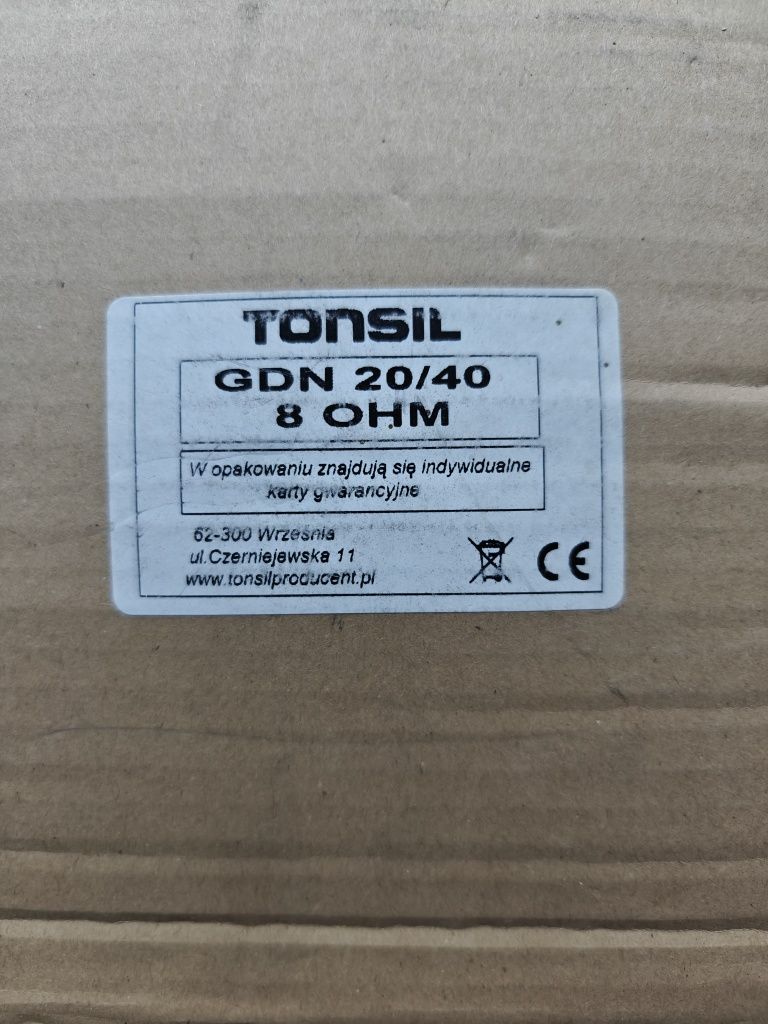 TONSIL
GDN 20/40
8 OHM
W opakowaniu znajdują się indywidualne
karty gwarancyjne
62-300 Września
ul.Czerniejewska 11
www.tonsilproducent.pl
CE